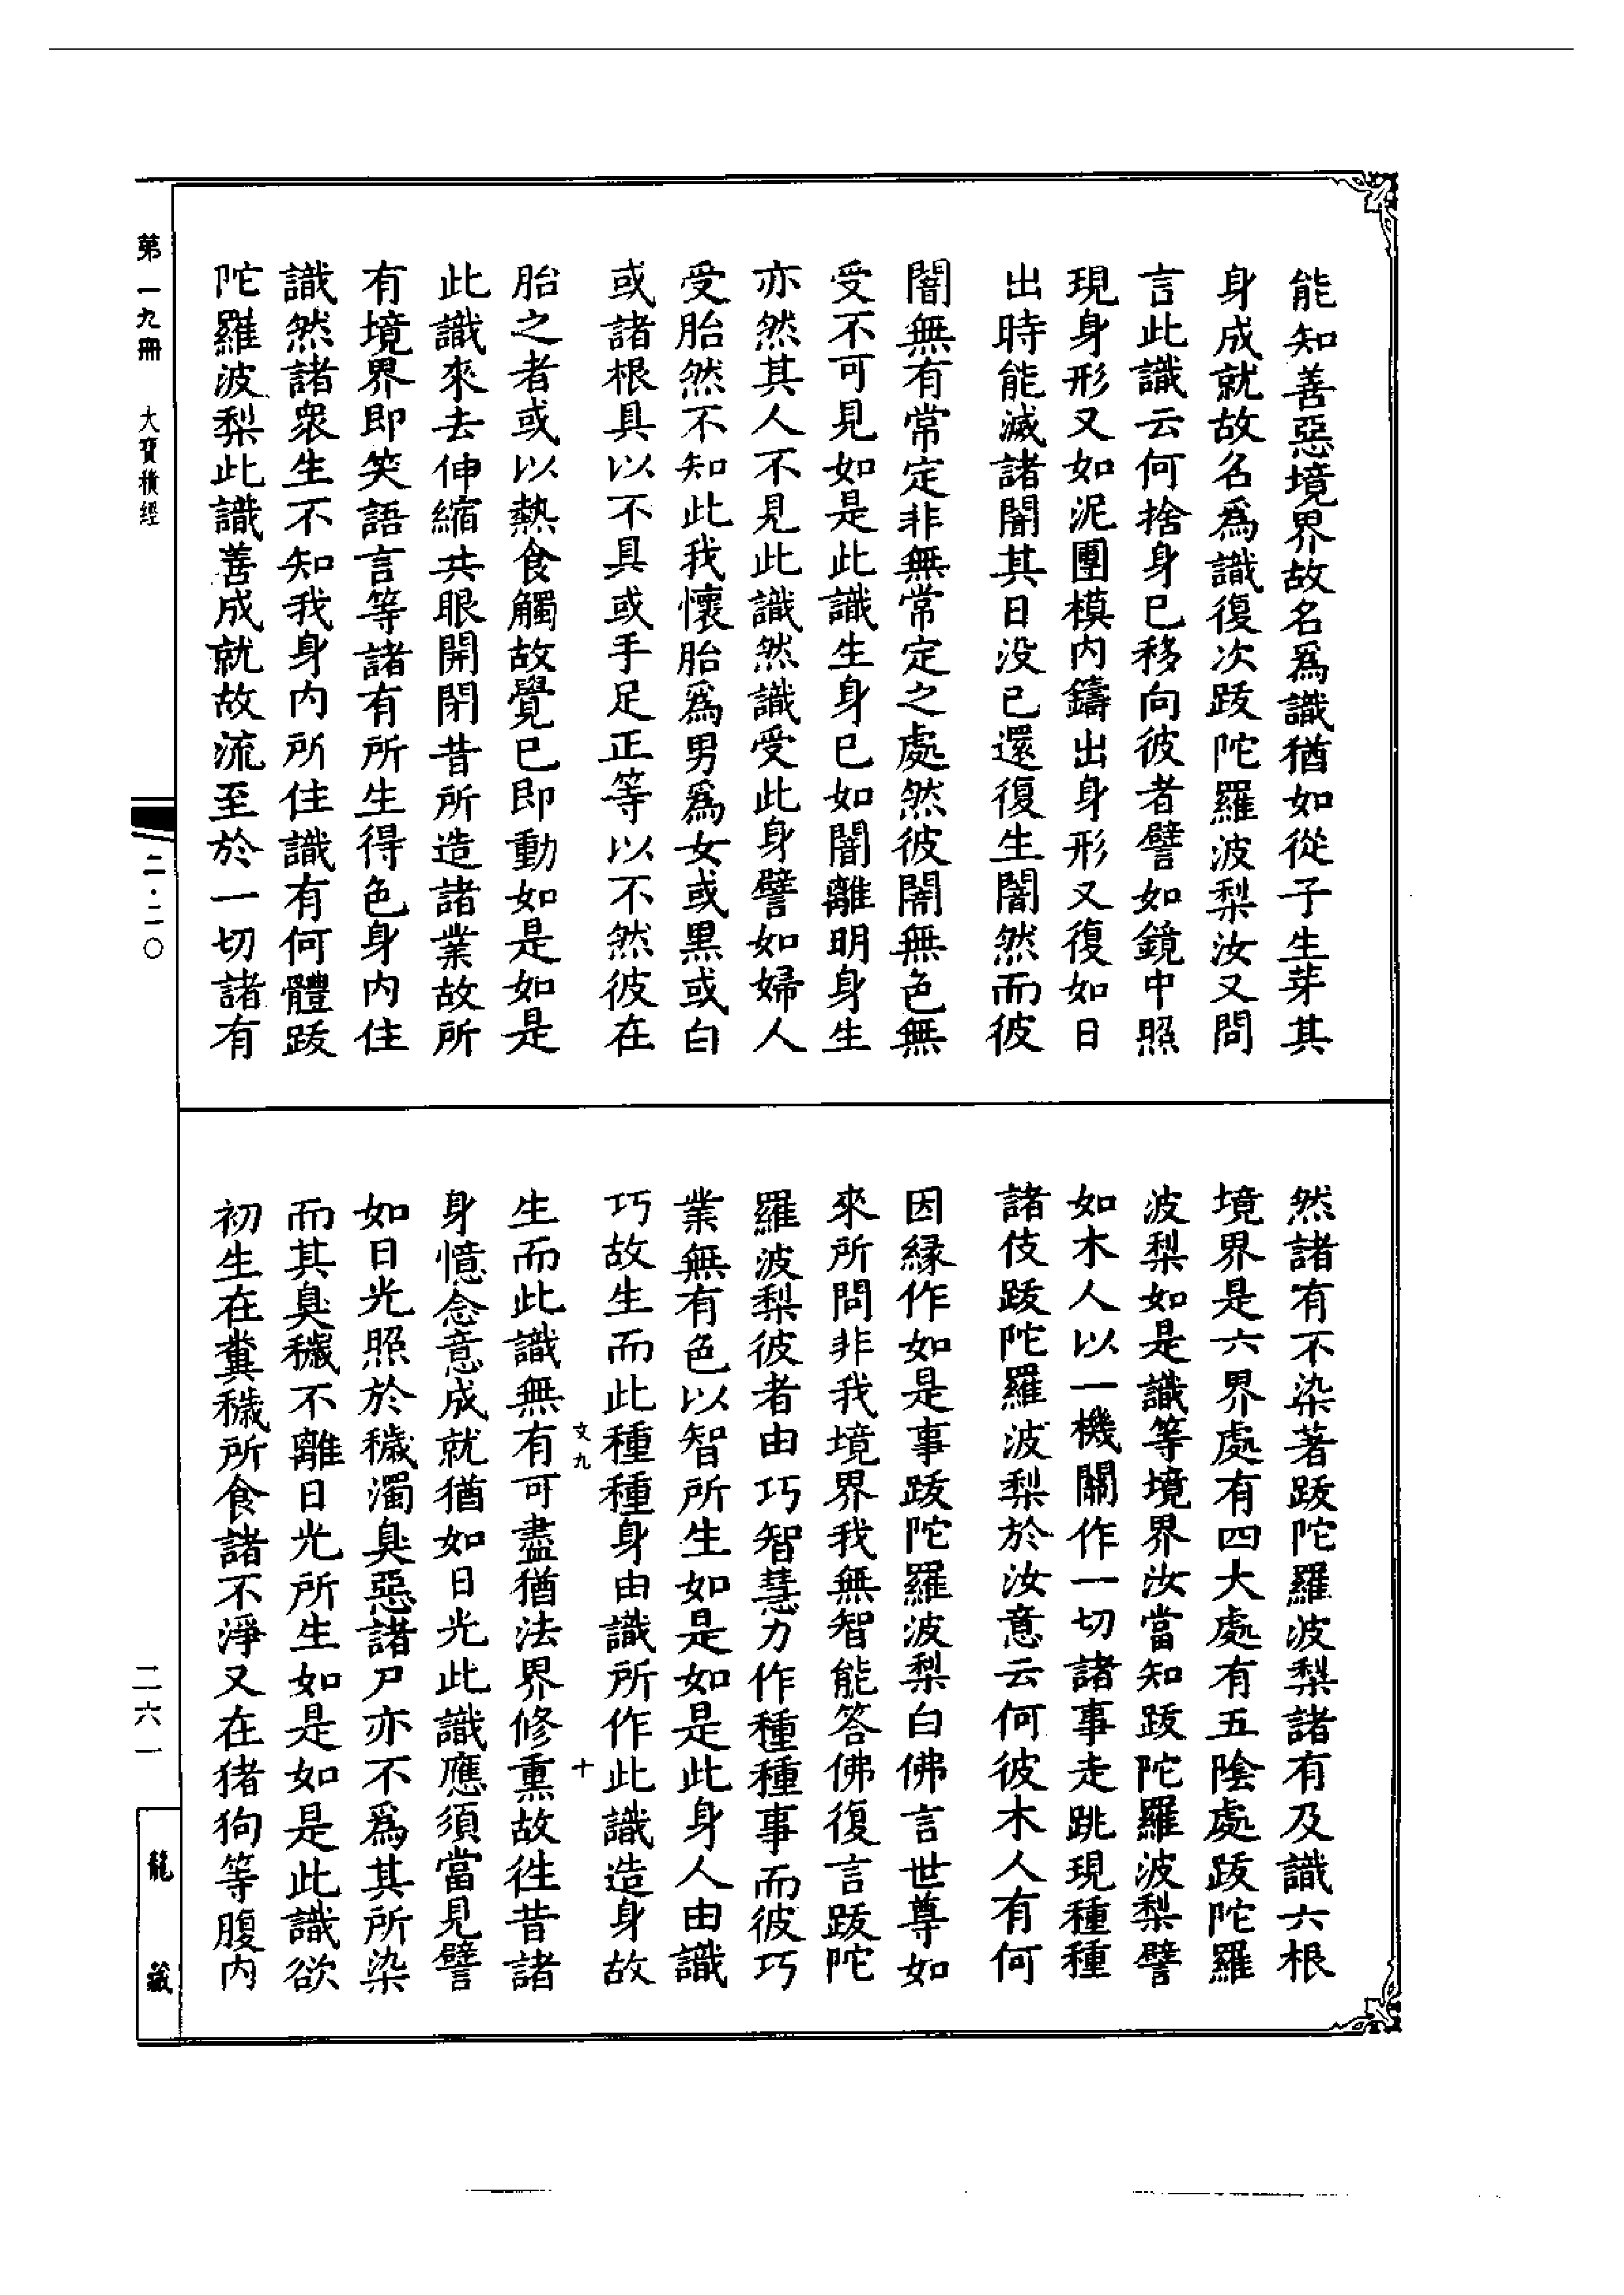 能知善惡境界故名為識猶如從子生芽其
身成就故名為識復次跋陀羅波梨汝又問
言此識云何捨身已移向彼者譬如鏡中照
現身形又如泥團模內鑄出身形又復如日
出時能滅諸闇其日没已還復生闇然而彼
闇無有常定非無常定之處然彼闇無色無
受不可見如是此識生身已如闇離明身生
亦然其人不見此識然識受此身譬如婦人
受胎然不知此我懷胎為男為女或黒或白
或諸根具以不具或手足正等以不然彼在
胎之者或以熱食觸故覺已即動如是如是
此識來去伸縮共眼開閉昔所造諸業故所
有境界即笑語言等諸有所生得色身內住
識然諸衆生不知我身內所住識有何體跋
陀羅波梨此識善成就故流至於一切諸有
然諸有不染著跋陀羅波梨諸有及識六根
境界是六界處有四大處有五陰處跋陀羅
波梨如是識等境界汝當知跋陀羅波梨譬
如木人以一機關作一切諸事走跳現種種
諸伎跋陀羅波梨於汝意云何彼木人有何
因緣作如是事跋陀羅波梨白佛言世尊如
來所問非我境界我無智能答佛復言跋陀
羅波梨彼者由巧智慧力作種種事而彼巧
業無有色以智所生如是如是此身人由識
巧故生而此種種身由識所作此識造身故
文九 十
生而此識無有可盡猶法界修熏故往昔諸
身憶念意成就猶如日光此識應須當見譬
如日光照於穢濁臭惡諸尸亦不為其所染
而其臭穢不離日光所生如是如是此識欲
初生在糞穢所食諸不淨又在猪狗等腹內
第一九冊 大寶積經
二·二〇
二六一
龍藏